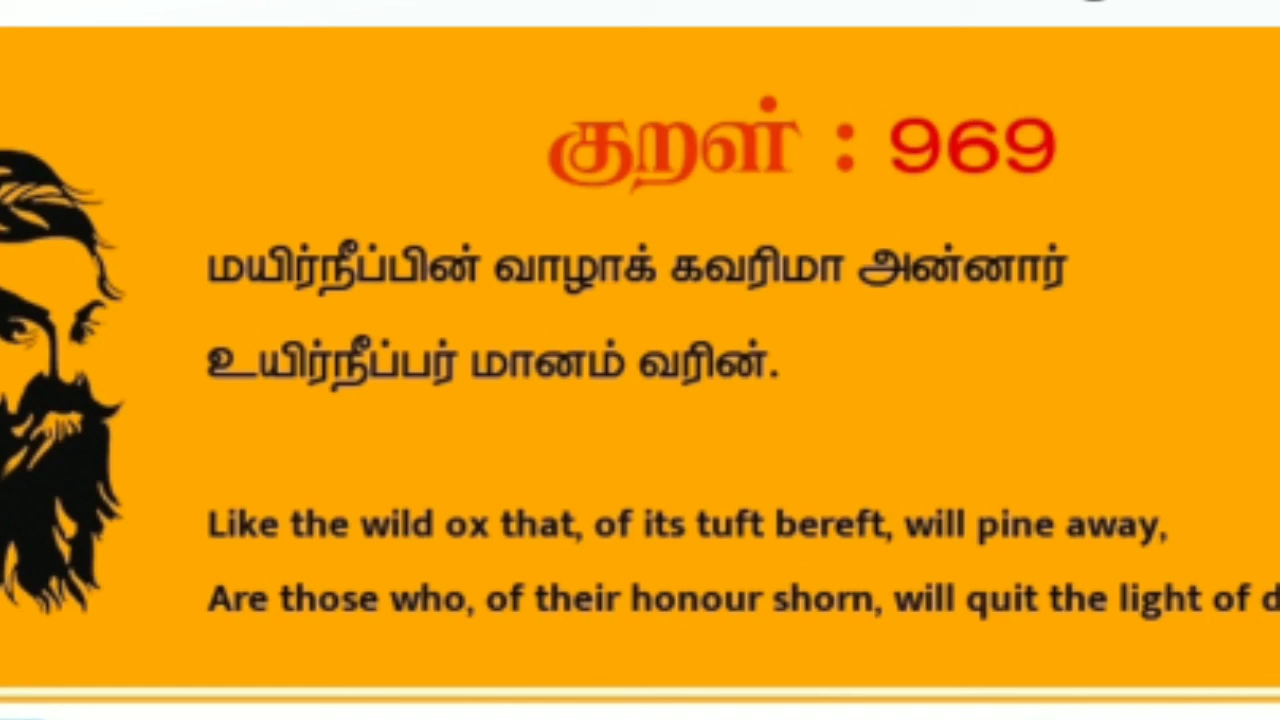 குறள் : 969
மயிர்நீப்பின் வாழாக் கவரிமா அன்னார்
உயிர்நீப்பர் மானம் வரின்.
Like the wild ox that, of its tuft bereft, will pine away,
Are those who, of their honour shorn, will quit the light of